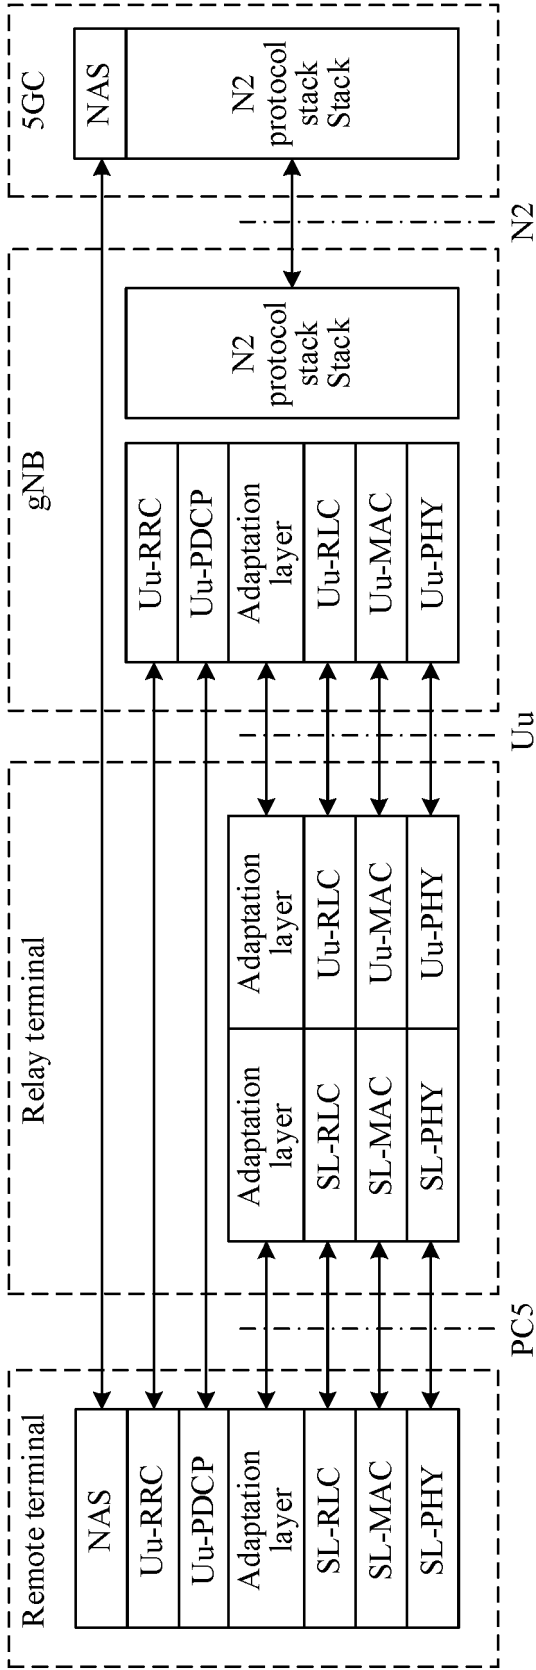 Remote terminal
NAS
Uu-RRC
Uu-PDCP
Adaptation
layer
SL-RLC
SL-MAC
SL-PHY
PC5
Relay terminal
Adaptation
layer
SL-RLC
SL-MAC
SL-PHY
Adaptation
layer
Uu-RLC
Uu-MAC
Uu-PHY
Uu
gNB
Uu-RRC
Uu-PDCP
Adaptation
layer
Uu-RLC
Uu-MAC
Uu-PHY
N2
protocol
stack
Stack
N2
5GC
NAS
N2
protocol
stack
Stack